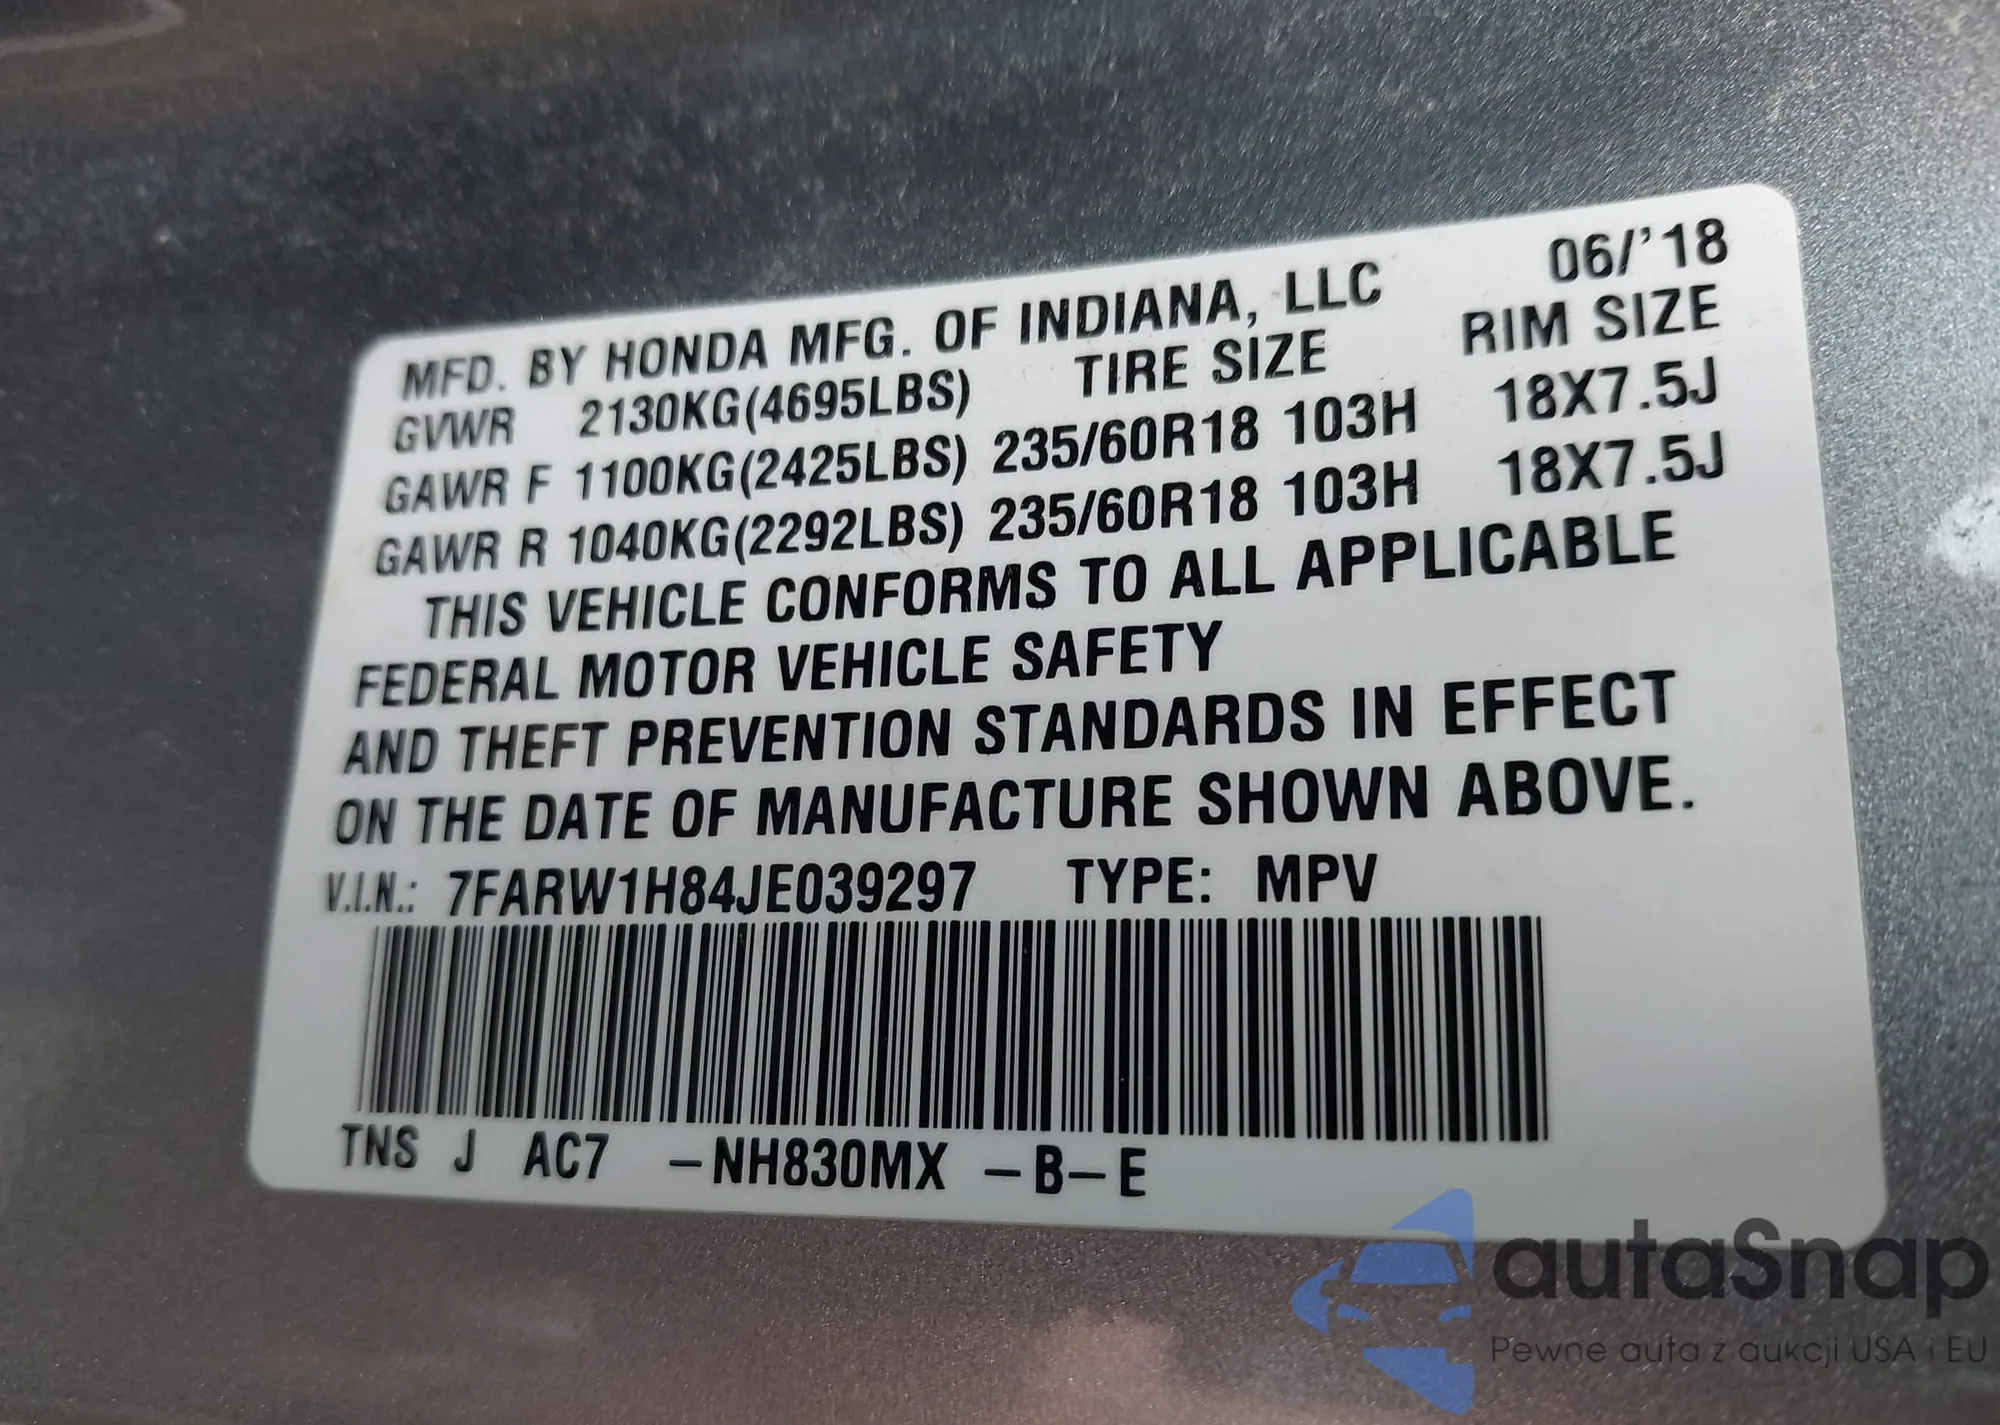 MFD. BY HONDA MFG. OF INDIANA, LLC 06/'18
GVWR 2130KG(4695LBS) TIRE SIZE RIM SIZE
GAWR F 1100KG(2425LBS) 235/60R18 103H 18X7.5J
GAWR R 1040KG(2292LBS) 235/60R18 103H 18X7.5J
THIS VEHICLE CONFORMS TO ALL APPLICABLE
FEDERAL MOTOR VEHICLE SAFETY
AND THEFT PREVENTION STANDARDS IN EFFECT
ON THE DATE OF MANUFACTURE SHOWN ABOVE.
V.I.N.: 7FARW1H84JE039297 TYPE: MPV
TNS J AC7 -NH830MX -B-E
autaSnap
Pewne auta z aukcji USA i EU